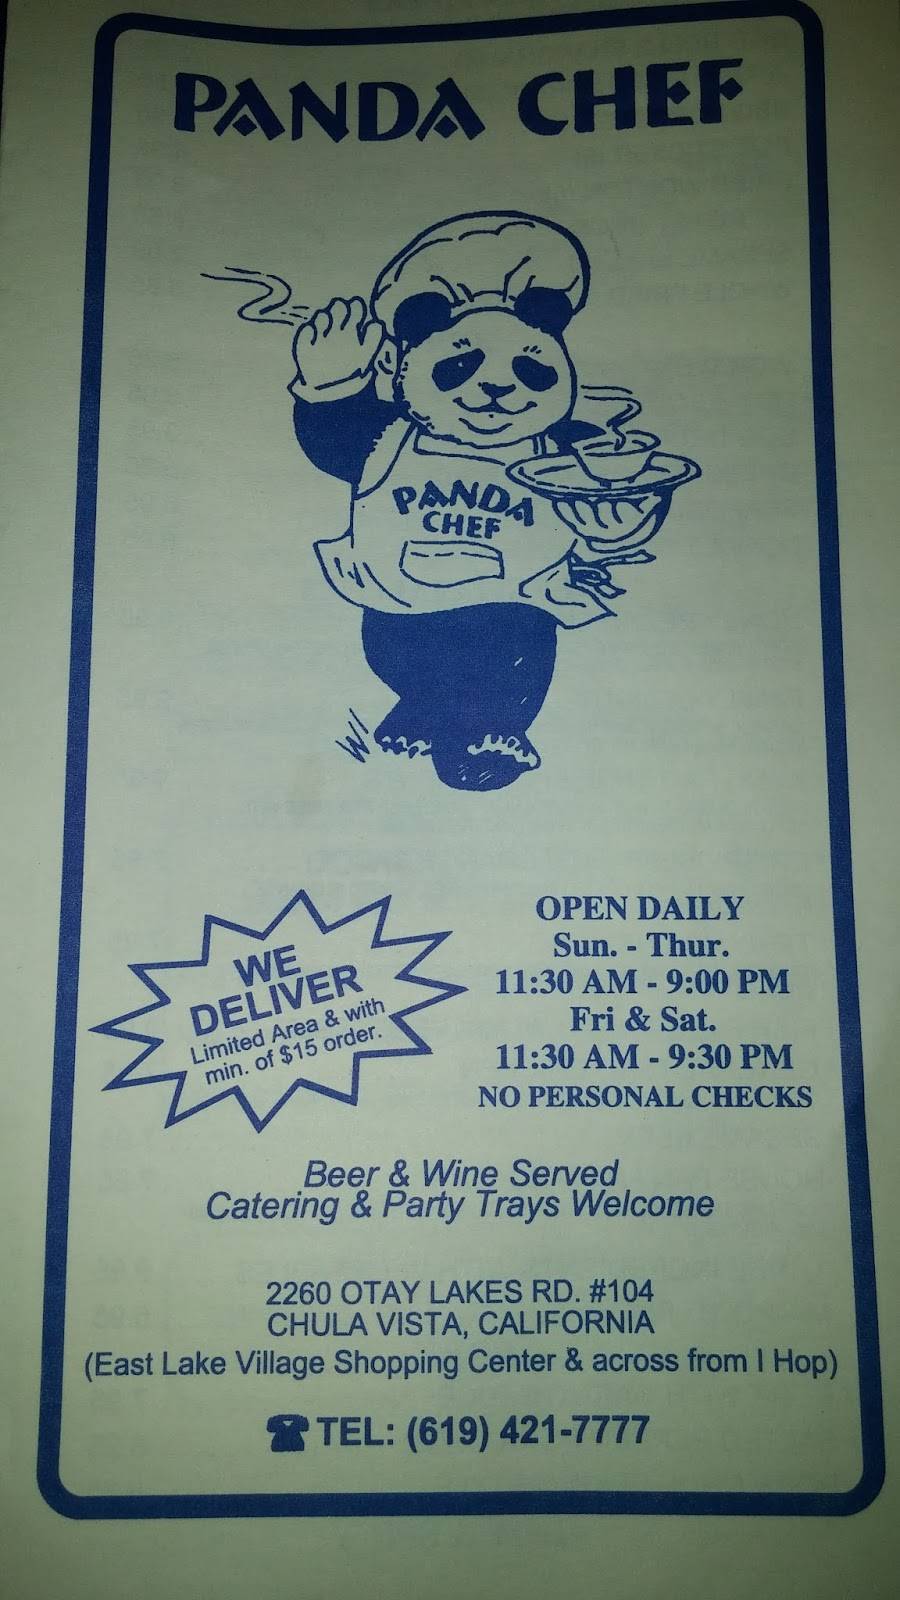 PANDA CHEF
PANDA
CHEF
WE
DELIVER
Limited Area & with
min. of $15 order.
OPEN DAILY
Sun. - Thur.
11:30 AM - 9:00 PM
Fri & Sat.
11:30 AM - 9:30 PM
NO PERSONAL CHECKS
Beer & Wine Served
Catering & Party Trays Welcome
2260 OTAY LAKES RD. #104
CHULA VISTA, CALIFORNIA
(East Lake Village Shopping Center & across from I Hop)
TEL: (619) 421-7777